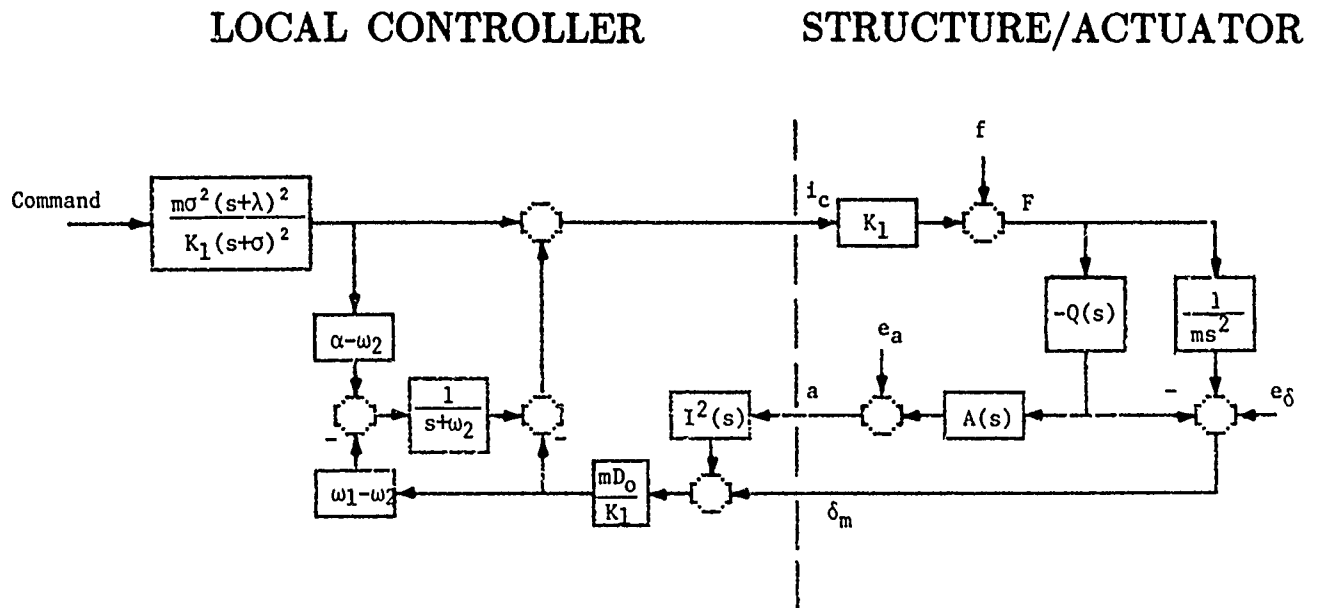 LOCAL CONTROLLER
STRUCTURE/ACTUATOR
f
Command
mσ²(s+λ)²
K₁(s+σ)²
i_c
K₁
F
α-ω₂
-Q(s)
1
ms²
e_a
-
1
s+ω₂
I²(s)
a
A(s)
-
e_δ
-
ω₁-ω₂
mD_o
K₁
δ_m